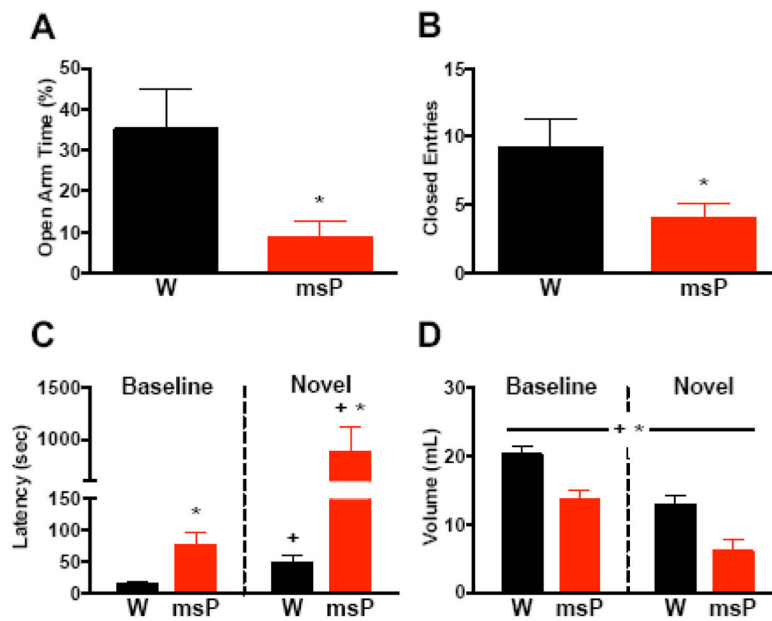 A
Open Arm Time (%)
50
40
30
20
10
0
*
W msP
B
Closed Entries
15
10
5
0
*
W msP
C
Latency (sec)
1500
1000
150
100
50
0
Baseline Novel
*
+
+ *
W msP W msP
D
Volume (mL)
30
20
10
0
Baseline Novel
+ *
W msP W msP